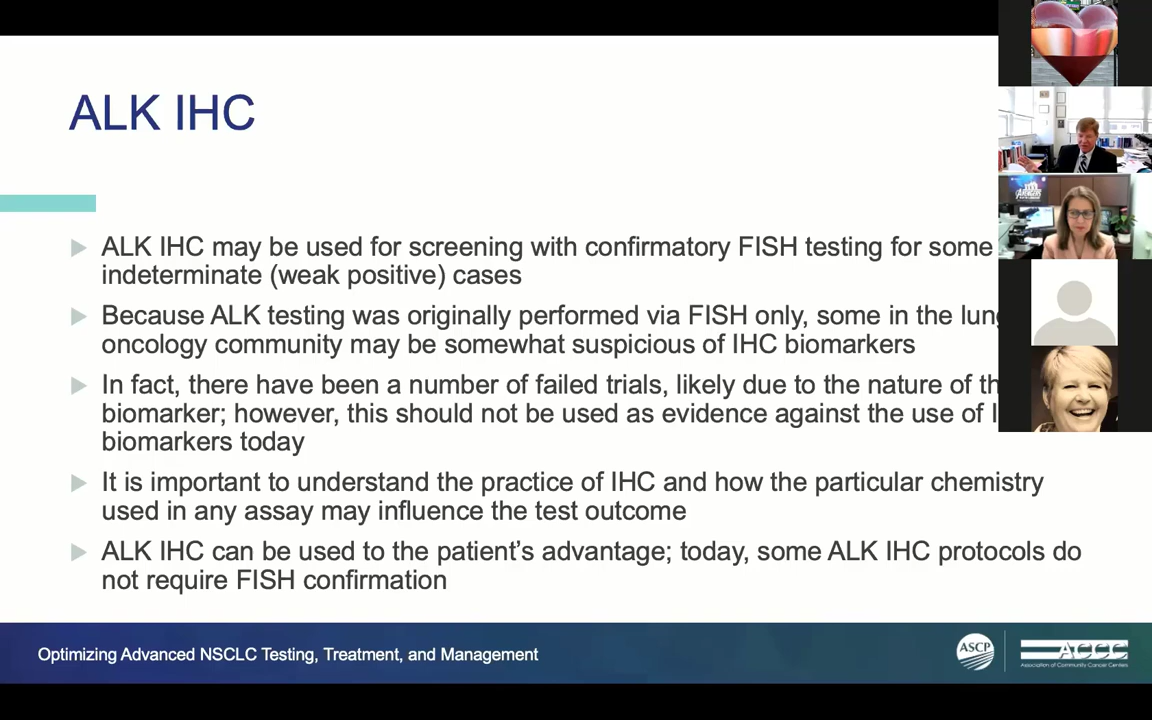 ALK IHC
ALK IHC may be used for screening with confirmatory FISH testing for some
indeterminate (weak positive) cases
Because ALK testing was originally performed via FISH only, some in the
oncology community may be somewhat suspicious of IHC biomarkers
In fact, there have been a number of failed trials, likely due to the nature of
biomarker; however, this should not be used as evidence against the use of
biomarkers today
It is important to understand the practice of IHC and how the particular chemistry
used in any assay may influence the test outcome
ALK IHC can be used to the patient's advantage; today, some ALK IHC protocols do
not require FISH confirmation
Optimizing Advanced NSCLC Testing, Treatment, and Management
ASCP
ACCC
Association of Community Cancer Centers
AVENGERS